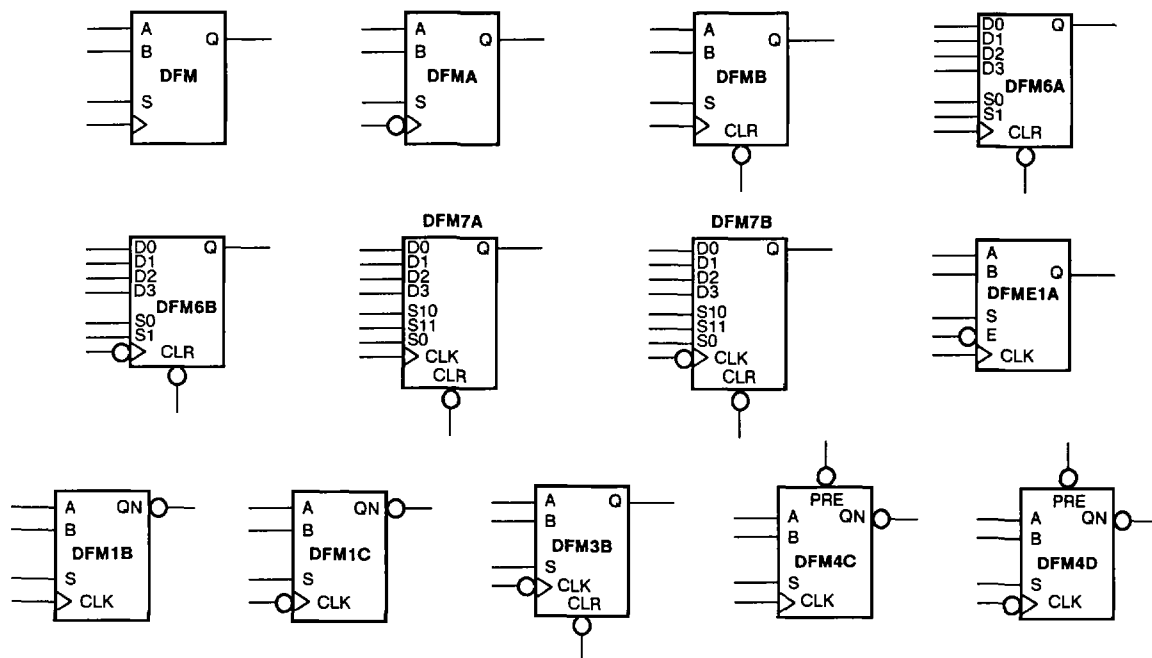 A
Q
B
DFM
S
A
Q
B
DFMA
S
A
Q
B
DFMB
S
CLR
D0
Q
D1
D2
D3
DFM6A
S0
S1
CLR
D0
Q
D1
D2
D3
DFM6B
S0
S1
CLR
DFM7A
D0
Q
D1
D2
D3
S10
S11
S0
CLK
CLR
DFM7B
D0
Q
D1
D2
D3
S10
S11
S0
CLK
CLR
A
B
Q
DFME1A
S
E
CLK
A
QN
B
DFM1B
S
CLK
A
QN
B
DFM1C
S
CLK
A
Q
B
DFM3B
S
CLK
CLR
PRE
A
QN
B
DFM4C
S
CLK
PRE
A
QN
B
DFM4D
S
CLK